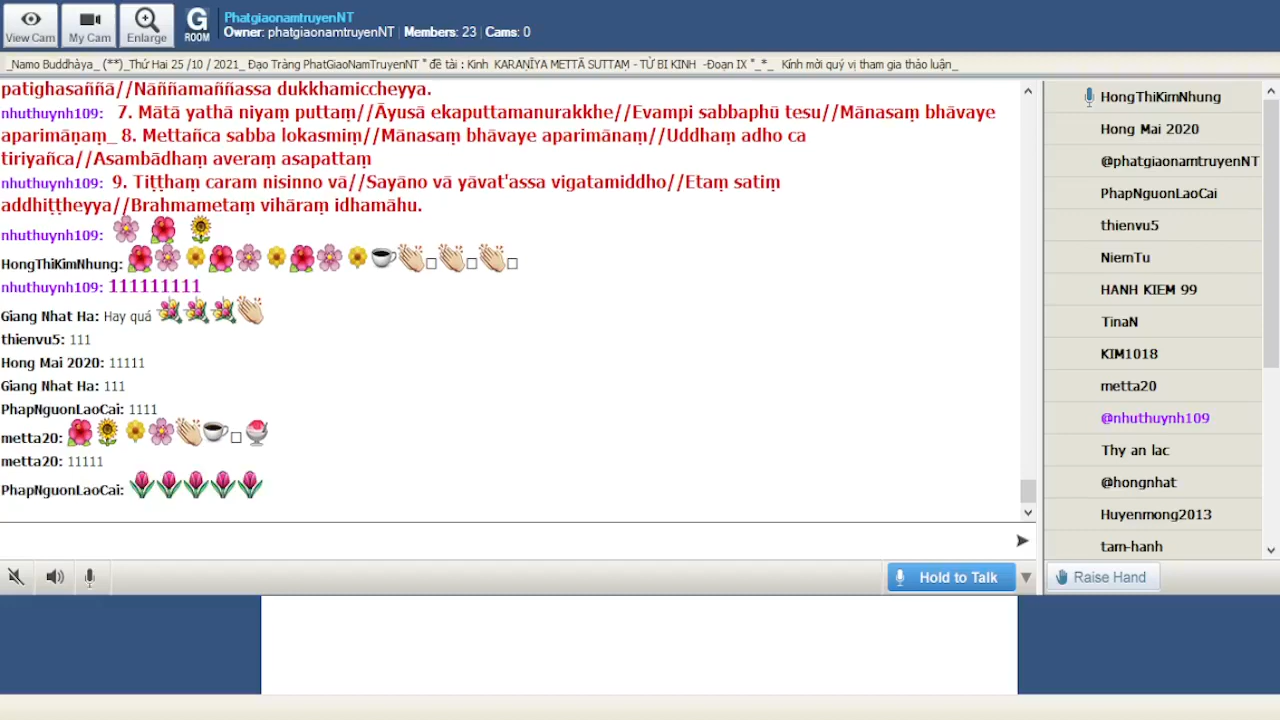 View Cam
My Cam
Enlarge
G
ROOM
PhatgiaonamtruyenNT
Owner: phatgiaonamtruyenNT | Members: 23 | Cams: 0
_Namo Buddhàya_ (**)_Thứ Hai 25 /10 / 2021_ Đạo Tràng PhatGiaoNamTruyenNT " đề tài : Kinh KARAṆĪYA METTĀ SUTTAṂ - TỪ BI KINH -Đoạn IX "_*_ Kính mời quý vị tham gia thảo luận_
patighasaññā//Nāññamaññassa dukkhamiccheyya.
nhuthuynh109: 7. Mātā yathā niyaṃ puttaṃ//Āyusā ekaputtamanurakkhe//Evampi sabbaphū tesu//Mānasaṃ bhāvaye
aparimāṇaṃ_ 8. Mettañca sabba lokasmiṃ//Mānasaṃ bhāvaye aparimānaṃ//Uddhaṃ adho ca
tiriyañca//Asambādhaṃ averaṃ asapattaṃ
nhuthuynh109: 9. Tiṭṭhaṃ caram nisinno vā//Sayāno vā yāvat'assa vigatamiddho//Etaṃ satiṃ
addhiṭṭheyya//Brahmametaṃ vihāraṃ idhamāhu.
nhuthuynh109:
HongThiKimNhung:
nhuthuynh109: 111111111
Giang Nhat Ha: Hay quá
thienvu5: 111
Hong Mai 2020: 11111
Giang Nhat Ha: 111
PhapNguonLaoCai: 1111
metta20:
metta20: 11111
PhapNguonLaoCai:
Hold to Talk
HongThiKimNhung
Hong Mai 2020
@phatgiaonamtruyenNT
PhapNguonLaoCai
thienvu5
NiemTu
HANH KIEM 99
TinaN
KIM1018
metta20
@nhuthuynh109
Thy an lac
@hongnhat
Huyenmong2013
tam-hanh
Raise Hand